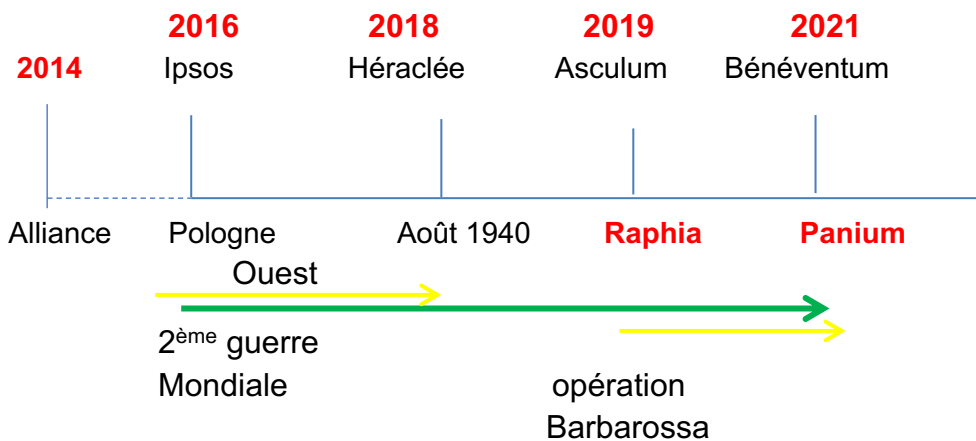 2016 2018 2019 2021
2014 Ipsos Héraclée Asculum Bénéventum
Alliance Pologne Août 1940 Raphia Panium
Ouest
2ème guerre
Mondiale opération
Barbarossa